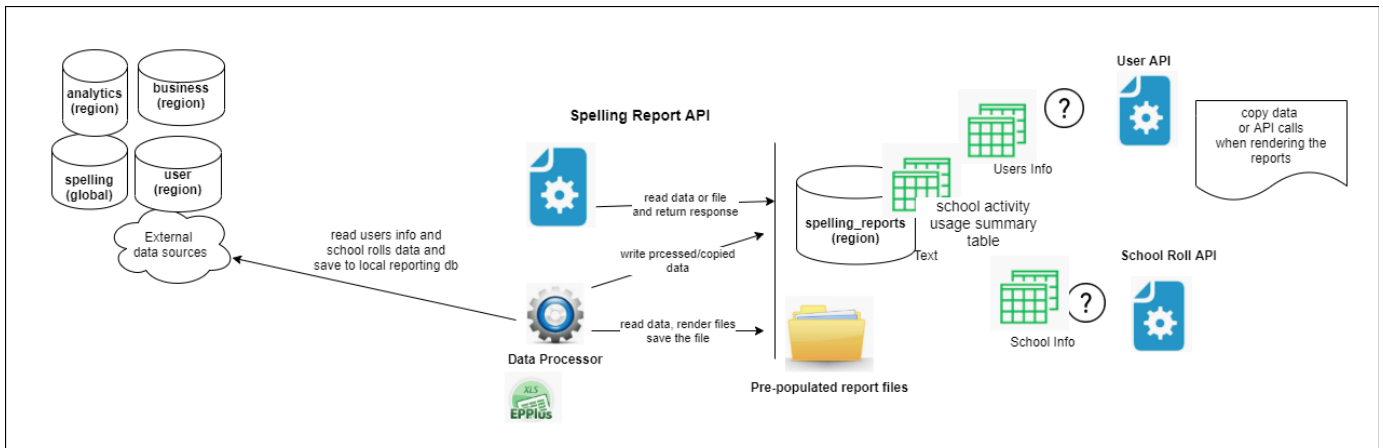 analytics
(region)
business
(region)
spelling
(global)
user
(region)
External
data sources
read users info and
school rolls data and
save to local reporting db
Spelling Report API
read data or file
and return response
write prcessed/copied
data
read data, render files
save the file
Data Processor
XLS
EPPlus
spelling_reports
(region)
Text
school activity
usage summary
table
Pre-populated report files
Users Info
?
User API
copy data
or API calls
when rendering the
reports
School Info
?
School Roll API